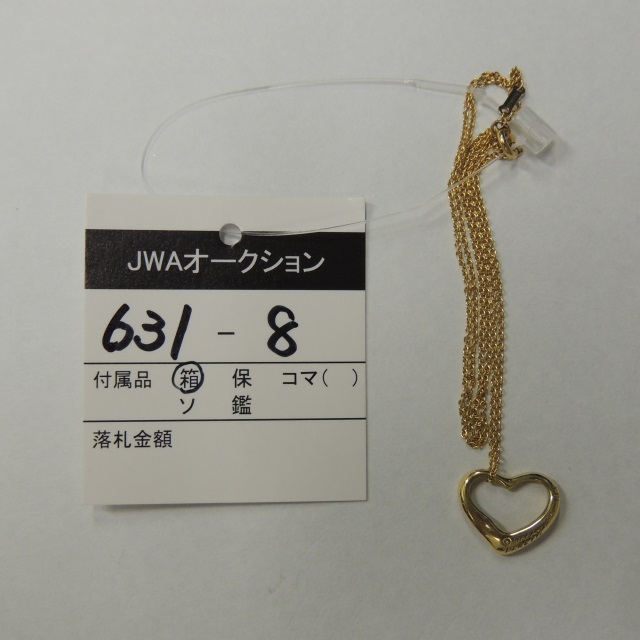 JWAオークション
631 - 8
付属品 箱 保 コマ( )
ソ 鑑
落札金額